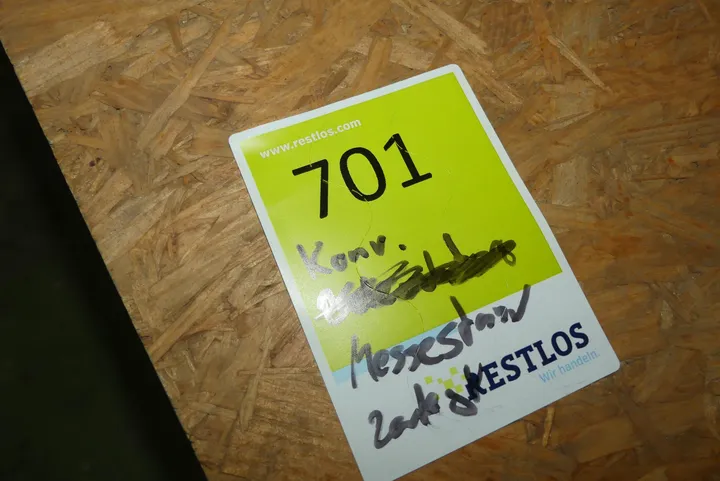 www.restlos.com
701
Konv.
Messestand
RESTLOS
Wir handeln.